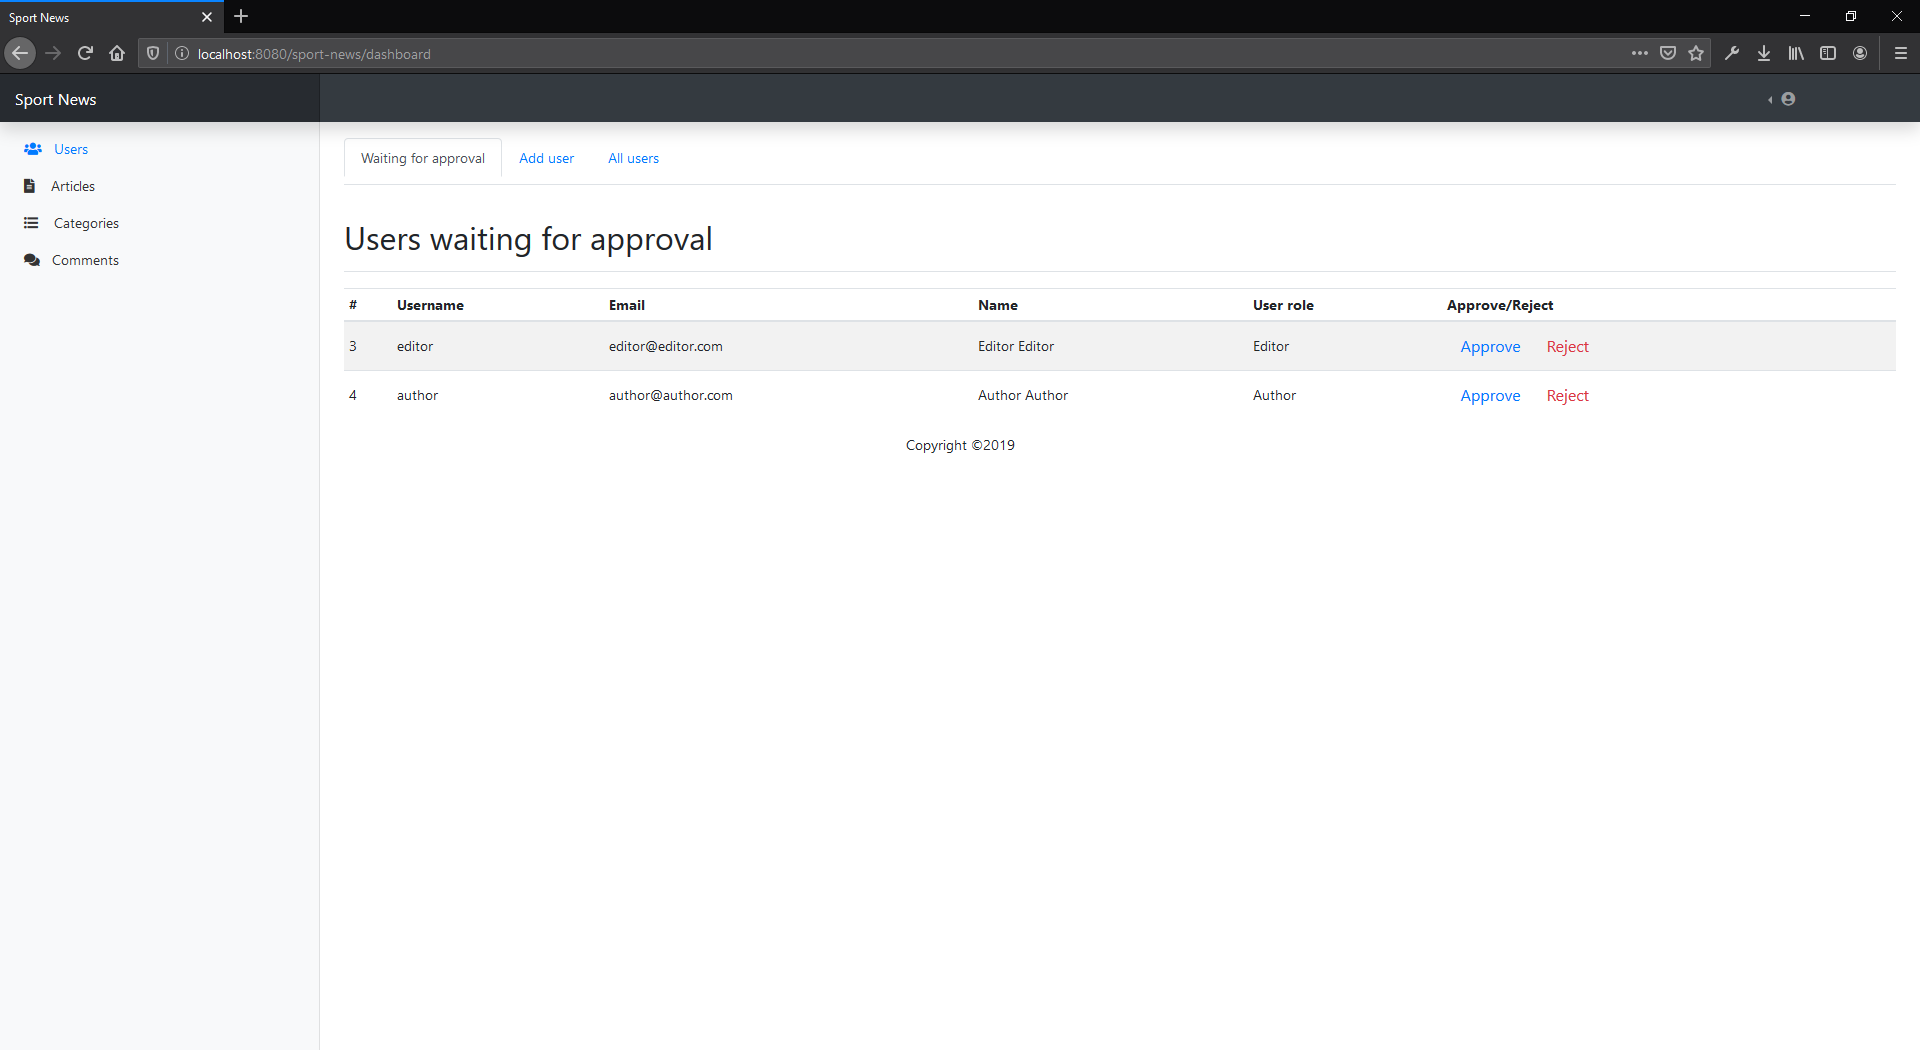 Sport News
localhost:8080/sport-news/dashboard
Sport News
Users
Articles
Categories
Comments
Waiting for approval Add user All users
Users waiting for approval
# Username Email Name User role Approve/Reject
3 editor editor@editor.com Editor Editor Editor Approve Reject
4 author author@author.com Author Author Author Approve Reject
Copyright ©2019